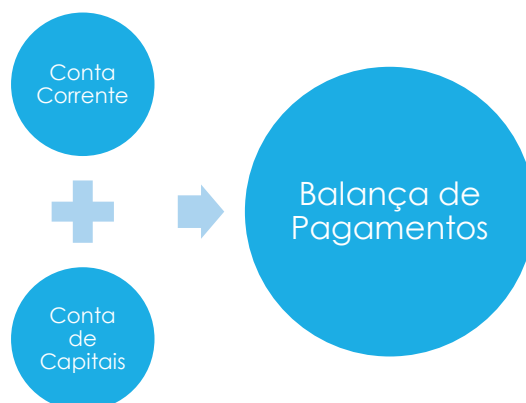 Conta
Corrente
Conta
de
Capitais
Balança de
Pagamentos